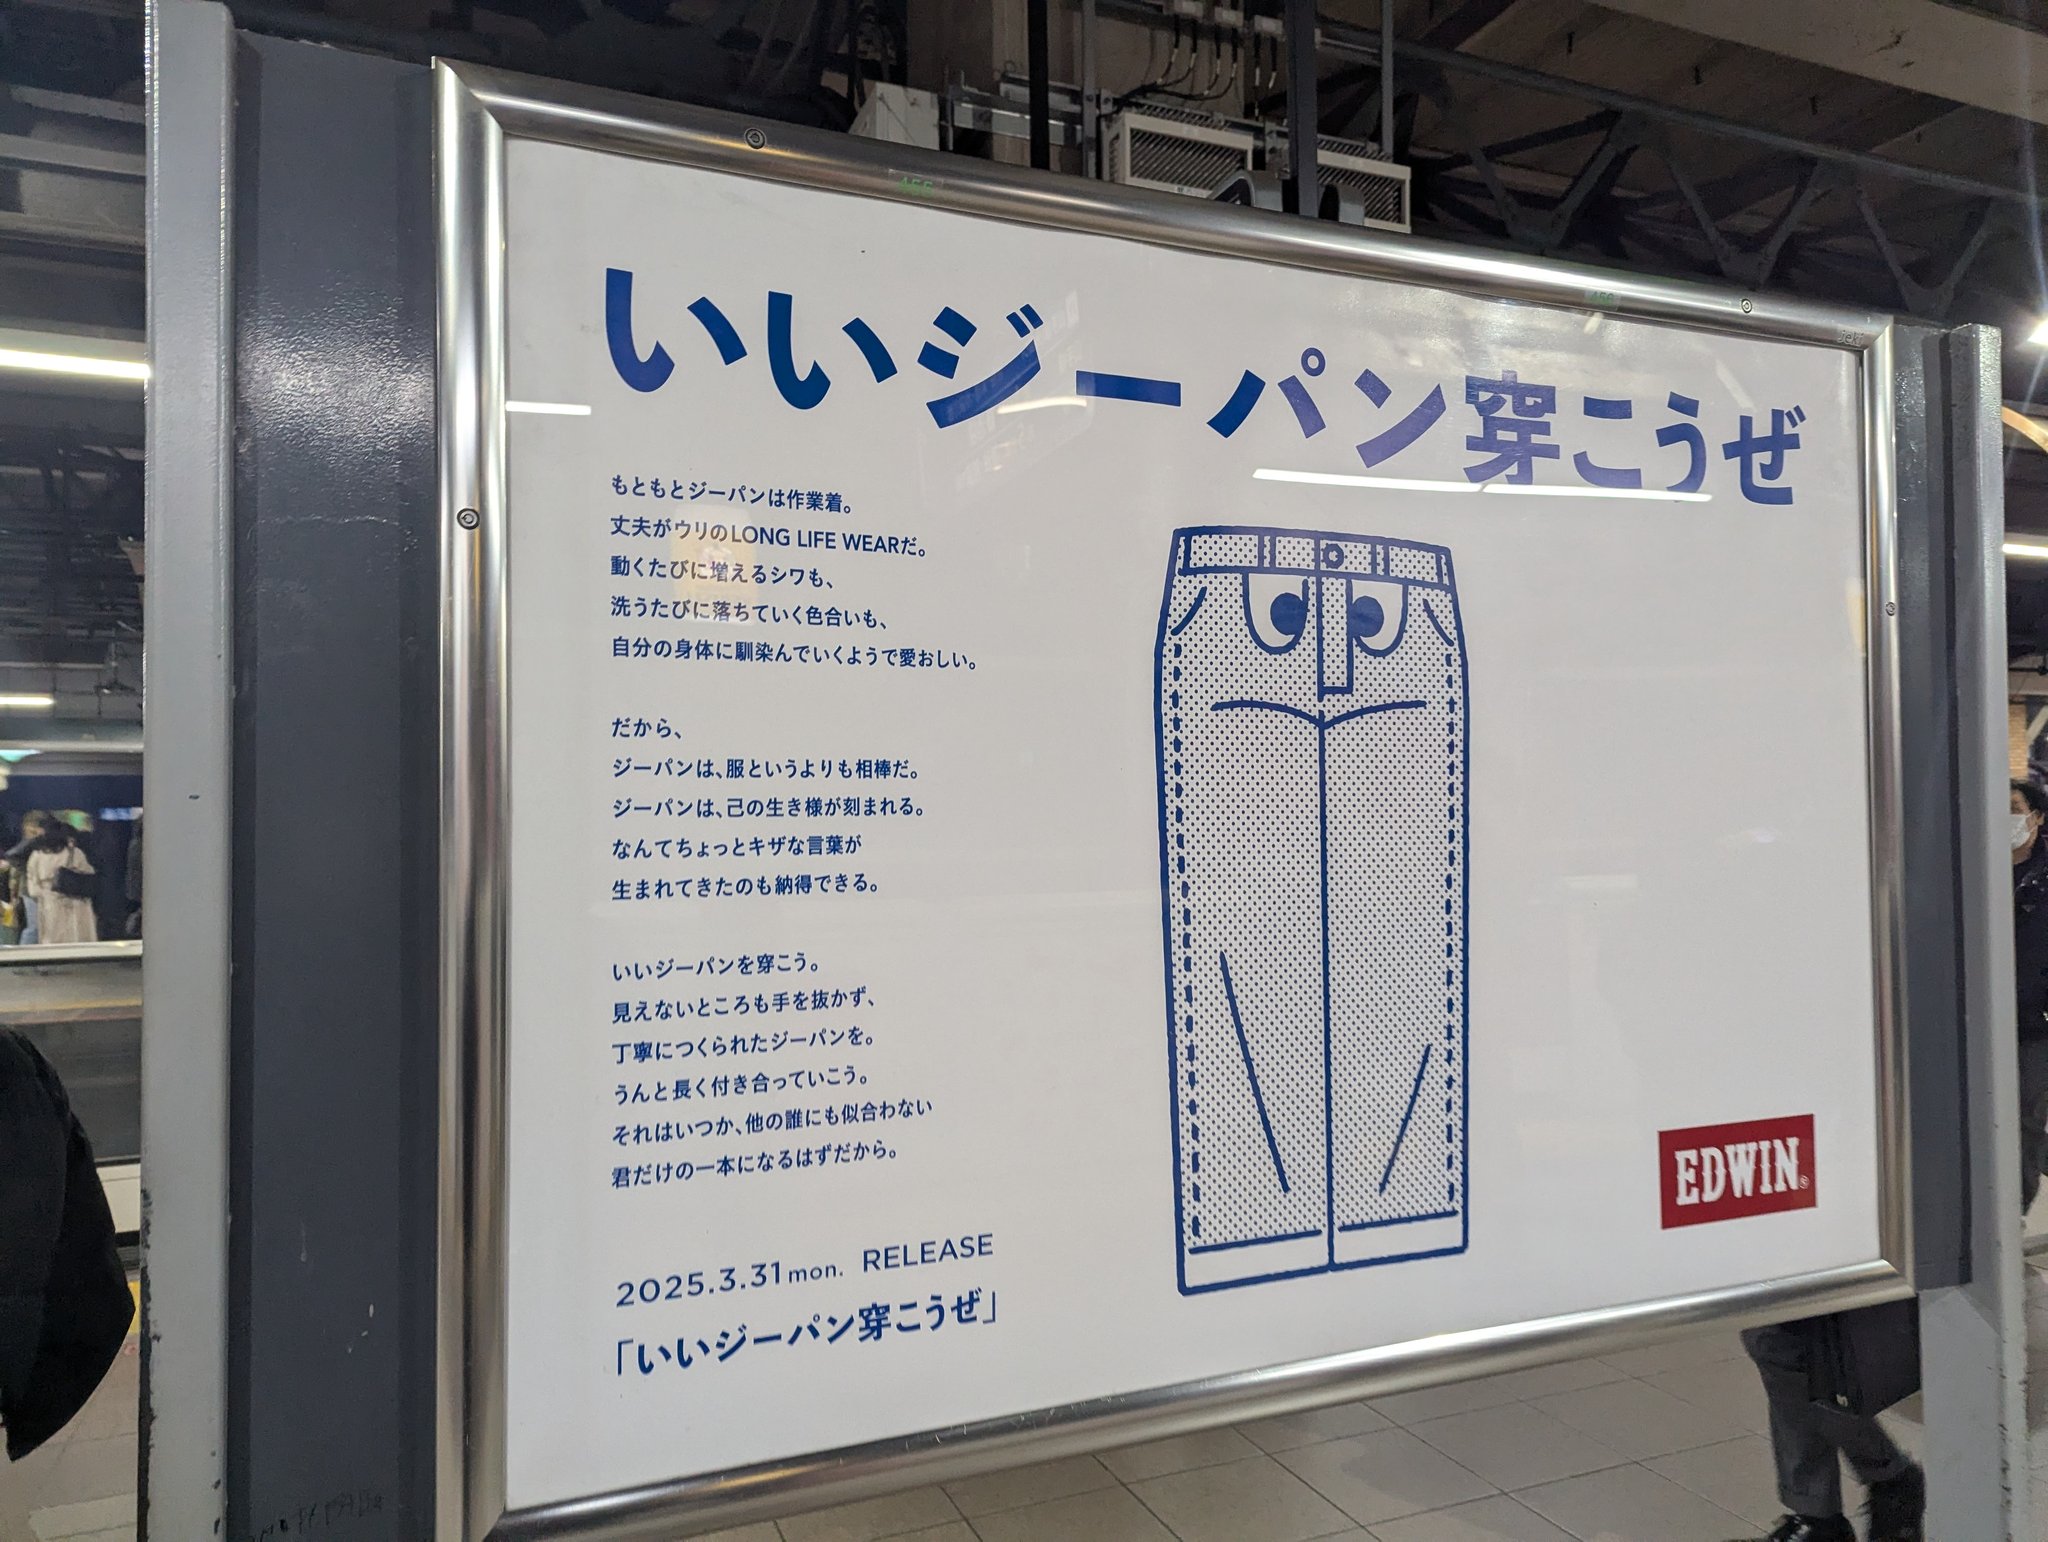 いいジーパン穿こうぜ
もともとジーパンは作業着。
丈夫がウリのLONG LIFE WEARだ。
動くたびに増えるシワも、
洗うたびに落ちていく色合いも、
自分の身体に馴染んでいくようで愛おしい。
だから、
ジーパンは、服というよりも相棒だ。
ジーパンは、己の生き様が刻まれる。
なんてちょっとキザな言葉が
生まれてきたのも納得できる。
いいジーパンを穿こう。
見えないところも手を抜かず、
丁寧につくられたジーパンを。
うんと長く付き合っていこう。
それはいつか、他の誰にも似合わない
君だけの一本になるはずだから。
2025.3.31mon. RELEASE
「いいジーパン穿こうぜ」
EDWIN®
456
456
jeki